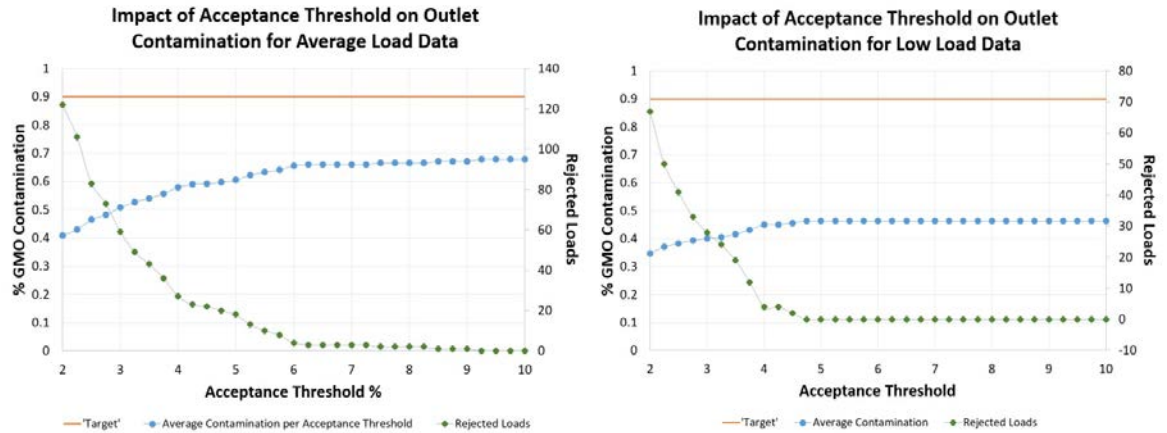 Impact of Acceptance Threshold on Outlet
Contamination for Average Load Data
1
0.9
0.8
0.7
0.6
0.5
0.4
0.3
0.2
0.1
0
% GMO Contamination
140
120
100
80
60
40
20
0
Rejected Loads
2 3 4 5 6 7 8 9 10
Acceptance Threshold %
'Target' Average Contamination per Acceptance Threshold Rejected Loads
Impact of Acceptance Threshold on Outlet
Contamination for Low Load Data
1
0.9
0.8
0.7
0.6
0.5
0.4
0.3
0.2
0.1
0
% GMO Contamination
80
70
60
50
40
30
20
10
0
-10
Rejected Loads
2 3 4 5 6 7 8 9 10
Acceptance Threshold
'Target' Average Contamination Rejected Loads